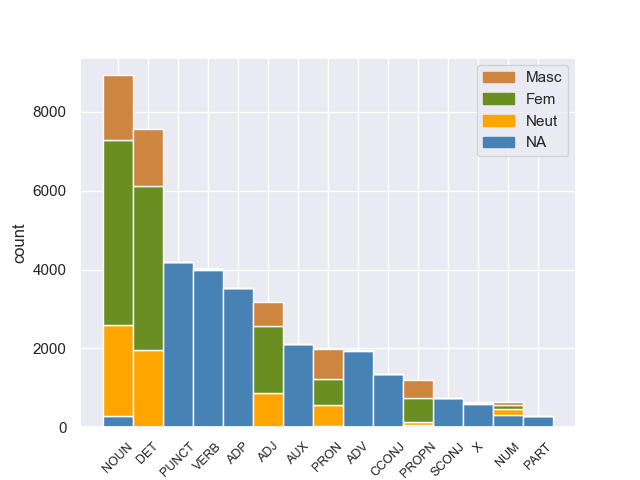 Masc
Fem
Neut
NA
8000
6000
4000
2000
0
count
NOUN
DET
PUNCT
VERB
ADP
ADJ
AUX
PRON
ADV
CCONJ
PROPN
SCONJ
X
NUM
PART